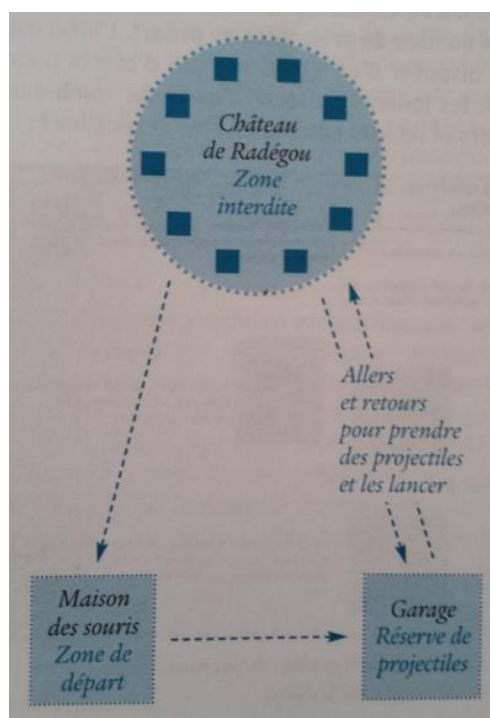 Château
de Radégou
Zone
interdite
Allers
et retours
pour prendre
des projectiles
et les lancer
Maison
des souris
Zone de
départ
Garage
Réserve de
projectiles